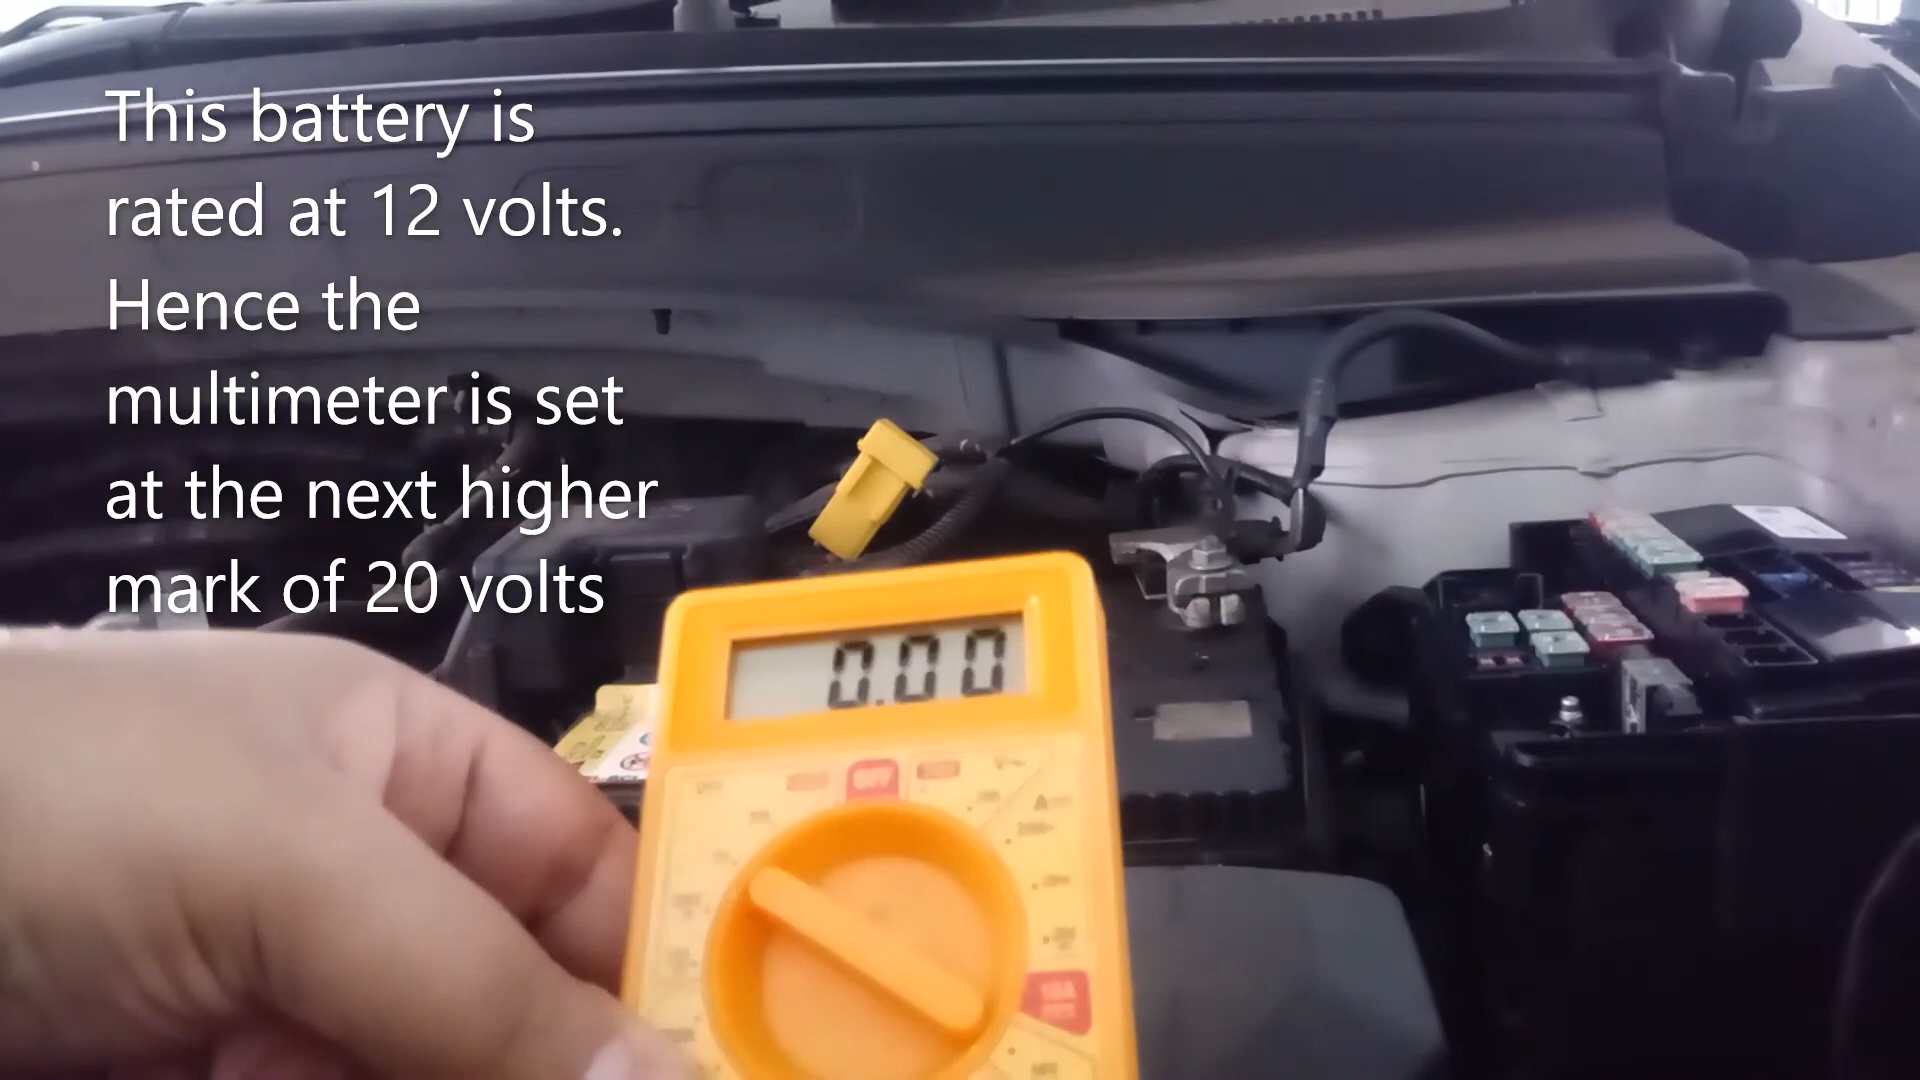 This battery is
rated at 12 volts.
Hence the
multimeter is set
at the next higher
mark of 20 volts
0.00
OFF